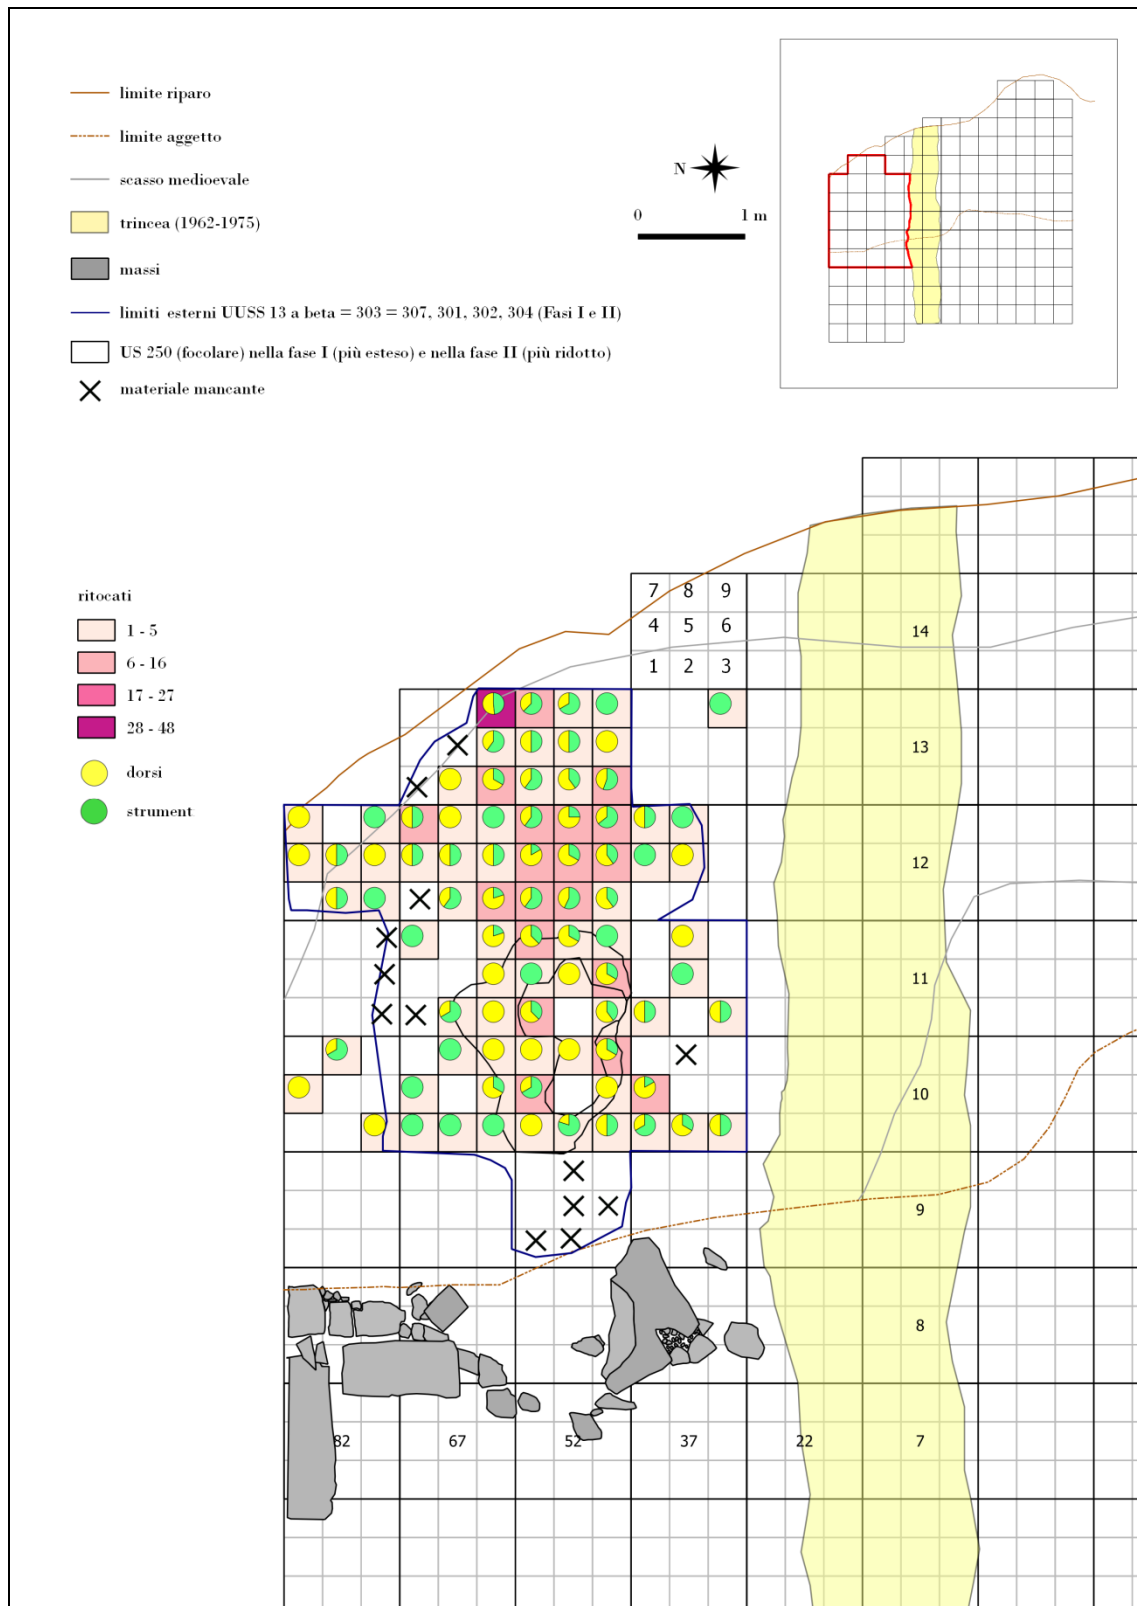 limite riparo
limite aggetto
scasso medioevale
trincea (1962-1975)
massi
limiti esterni UUSS 13 a beta = 303 = 307, 301, 302, 304 (Fasi I e II)
US 250 (focolare) nella fase I (più esteso) e nella fase II (più ridotto)
materiale mancante
N
0 1 m
ritocati
1 - 5
6 - 16
17 - 27
28 - 48
dorsi
strument
7 8 9
4 5 6
1 2 3
14
13
12
11
10
9
8
82 67 52 37 22 7